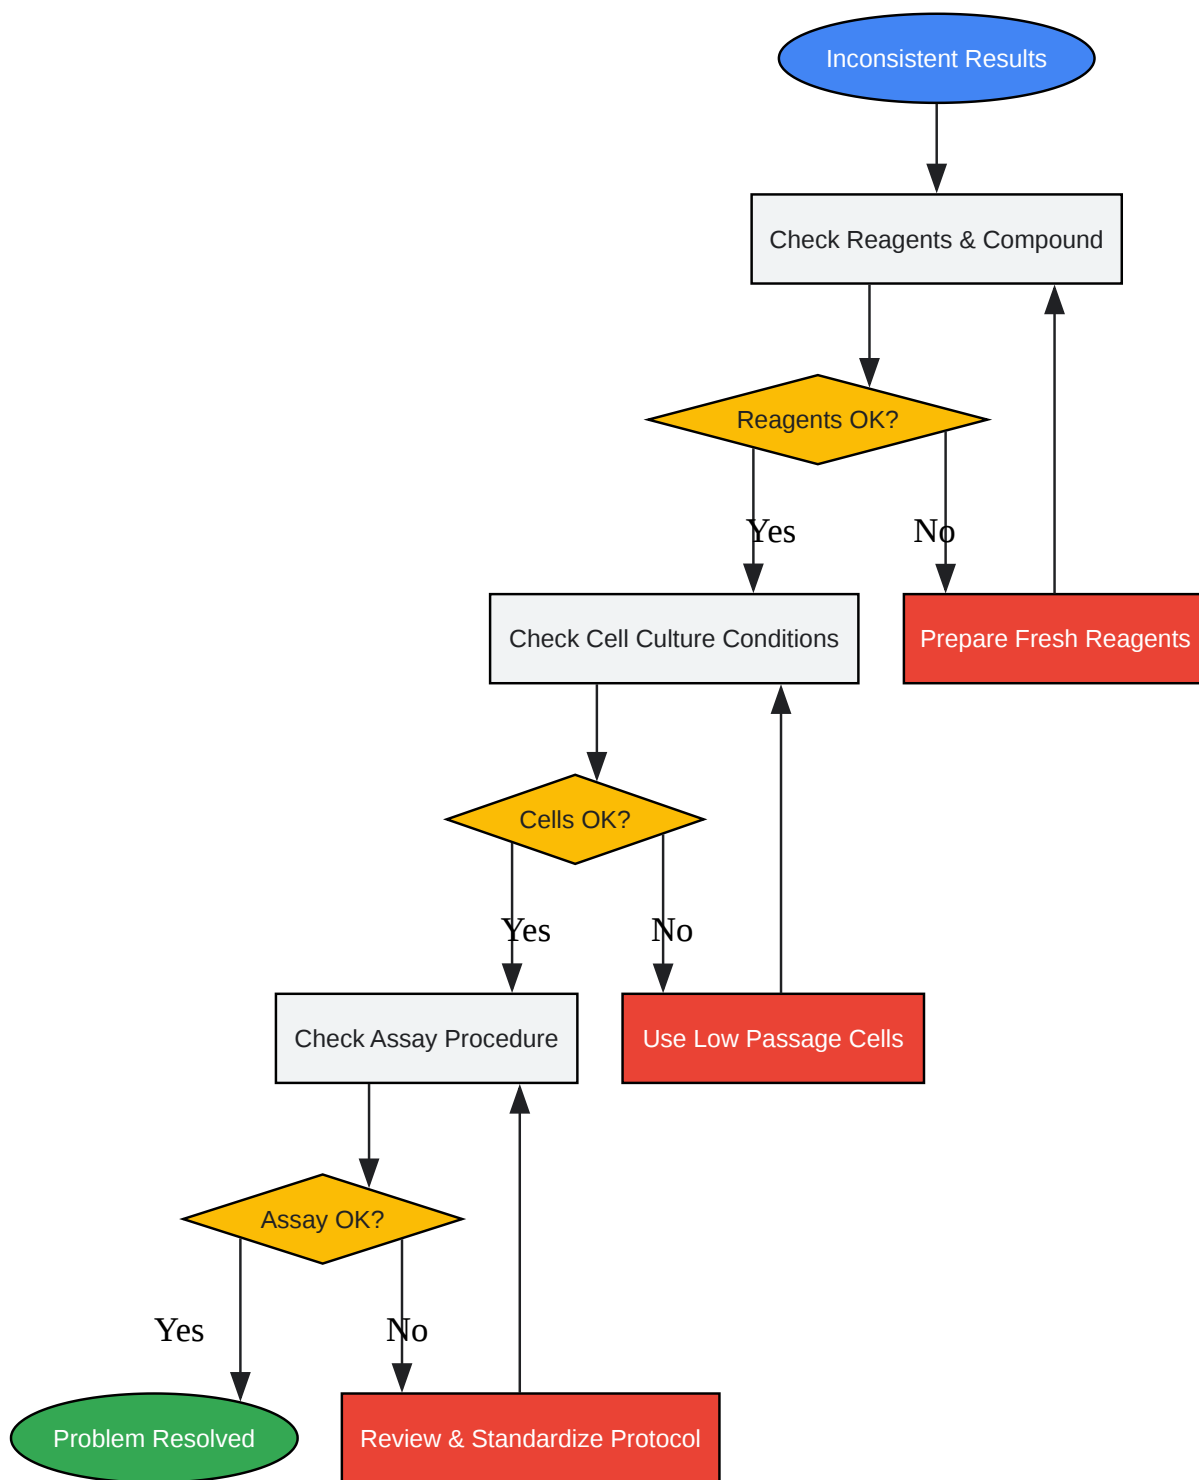 Inconsistent Results
Check Reagents & Compound
Reagents OK?
Yes
No
Check Cell Culture Conditions
Prepare Fresh Reagents
Cells OK?
Yes
No
Check Assay Procedure
Use Low Passage Cells
Assay OK?
Yes
No
Problem Resolved
Review & Standardize Protocol